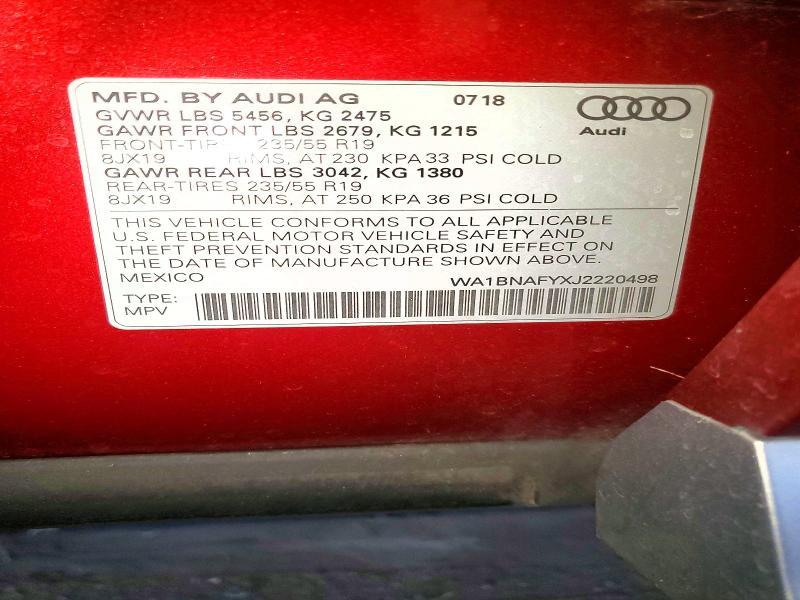 MFD. BY AUDI AG 0718
Audi
GVWR LBS 5456, KG 2475
GAWR FRONT LBS 2679, KG 1215
235/55 R19
8JX19 RIMS, AT 230 KPA 33 PSI COLD
GAWR REAR LBS 3042, KG 1380
REAR-TIRES 235/55 R19
8JX19 RIMS, AT 250 KPA 36 PSI COLD
THIS VEHICLE CONFORMS TO ALL APPLICABLE
U.S. FEDERAL MOTOR VEHICLE SAFETY AND
THEFT PREVENTION STANDARDS IN EFFECT ON
THE DATE OF MANUFACTURE SHOWN ABOVE.
MEXICO WA1BNAFYXJ2220498
TYPE:
MPV